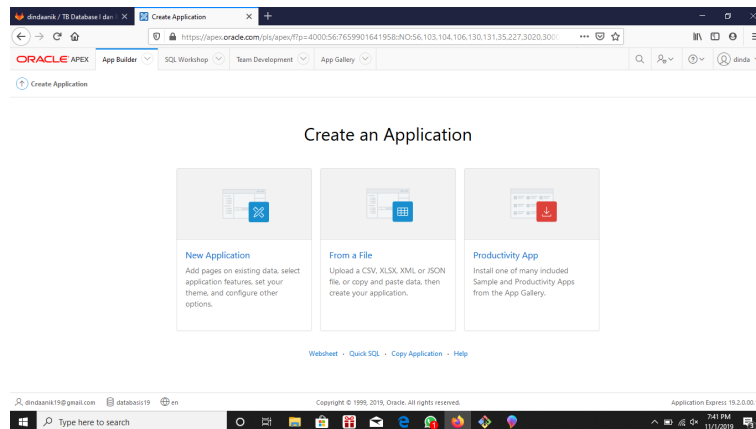 dindaanik / TB Database I dan
Create Application
https://apex.oracle.com/pls/apex/f?p=4000:56:7659901641958:NO:56.103.104.106.130.131.35.227.3020.300
ORACLE APEX App Builder SQL Workshop Team Development App Gallery dinda
Create Application
Create an Application
New Application
Add pages on existing data, select
application features, set your
theme, and configure other
options.
From a File
Upload a CSV, XLSX, XML or JSON
file, or copy and paste data, then
create your application.
Productivity App
Install one of many included
Sample and Productivity Apps
from the App Gallery.
Websheet • Quick SQL • Copy Application • Help
dindaanik19@gmail.com databasis19 en Copyright © 1999, 2019, Oracle. All rights reserved. Application Express 19.2.0.00.
Type here to search 7:41 PM
11/1/2019